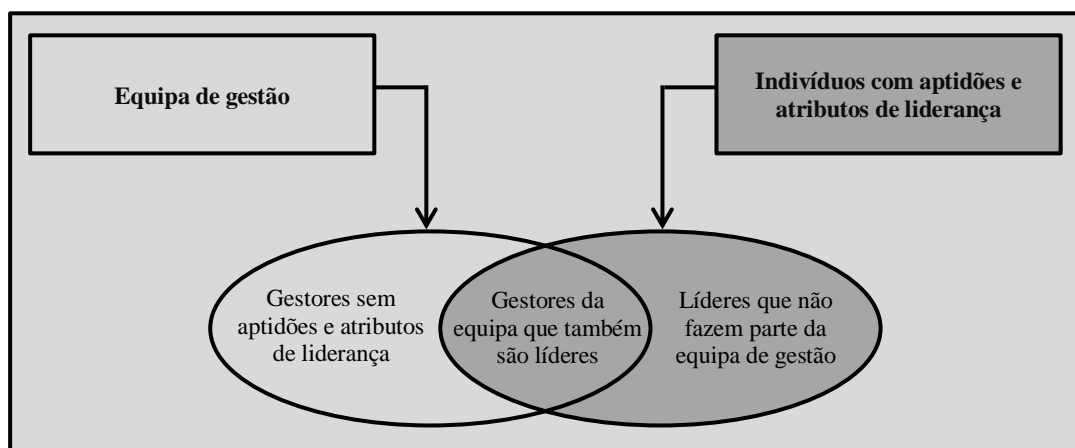 Equipa de gestão
Indivíduos com aptidões e
atributos de liderança
Gestores sem
aptidões e atributos
de liderança
Gestores da
equipa que também
são líderes
Líderes que não
fazem parte da
equipa de gestão